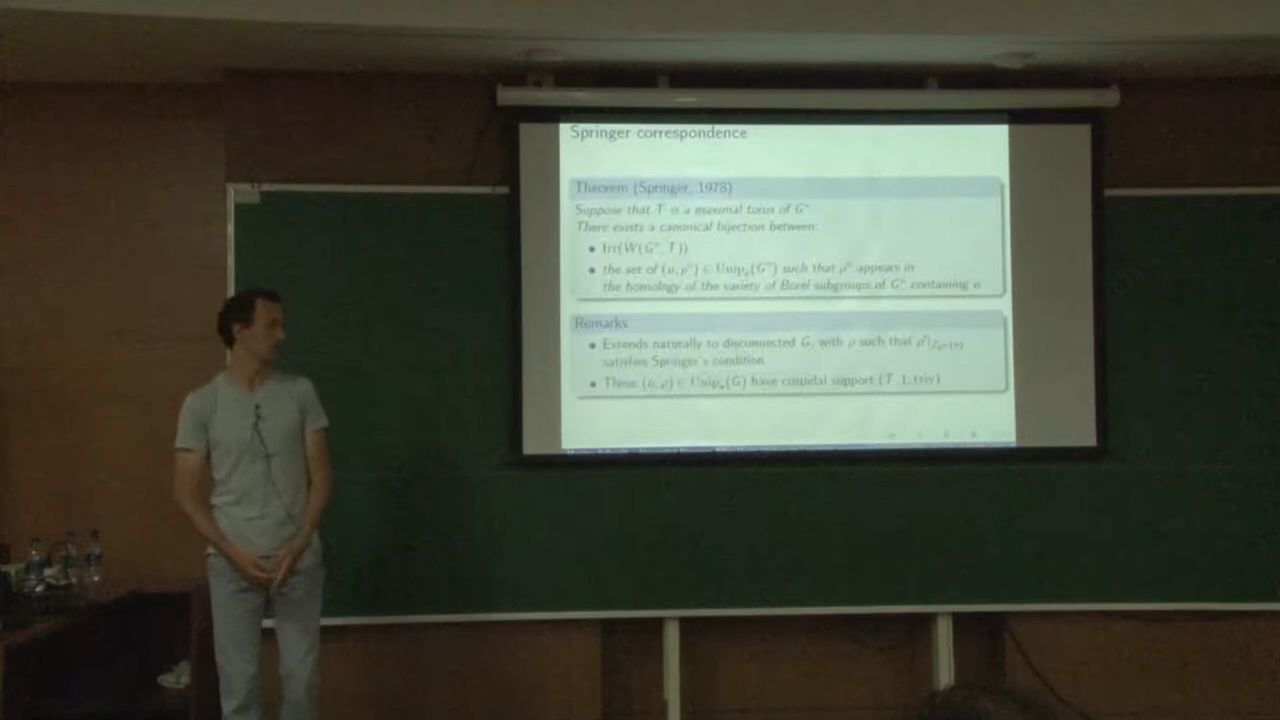 Springer correspondence
Theorem (Springer, 1978)
Suppose that T is a maximal torus of G°
There exists a canonical bijection between:
• Irr(W(G°, T))
• the set of (u, ρ°) ∈ Unipₑ(G°) such that ρ° appears in
the homology of the variety of Borel subgroups of G° containing u
Remarks
• Extends naturally to disconnected G, with ρ such that
satisfies Springer's condition
• These (u, ρ) ∈ Unipₑ(G) have cuspidal support (T, 1, triv)